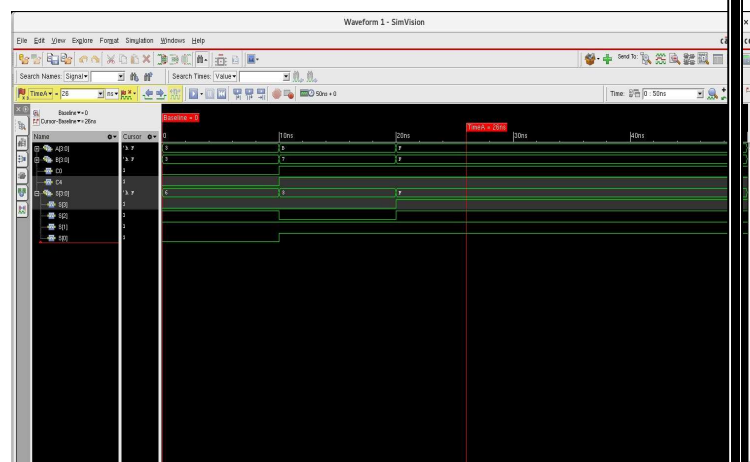 Waveform 1 - SimVision
File Edit View Explore Format Simulation Windows Help
Send To:
Search Names: Signal Search Times: Value
TimeA = 26 ns 50ns + 0 Time: 0 : 50ns
Baseline = 0
Cursor-Baseline = 26ns
Baseline = 0
TimeA = 26ns
Name Cursor 0 10ns 20ns 30ns 40ns
A[3:0] 'h F 3 F
B[3:0] 'h F 3 7 F
C0 1
C4 1
S[3:0] 'h F 6 3 F
S[3] 1
S[2] 1
S[1] 1
S[0] 1